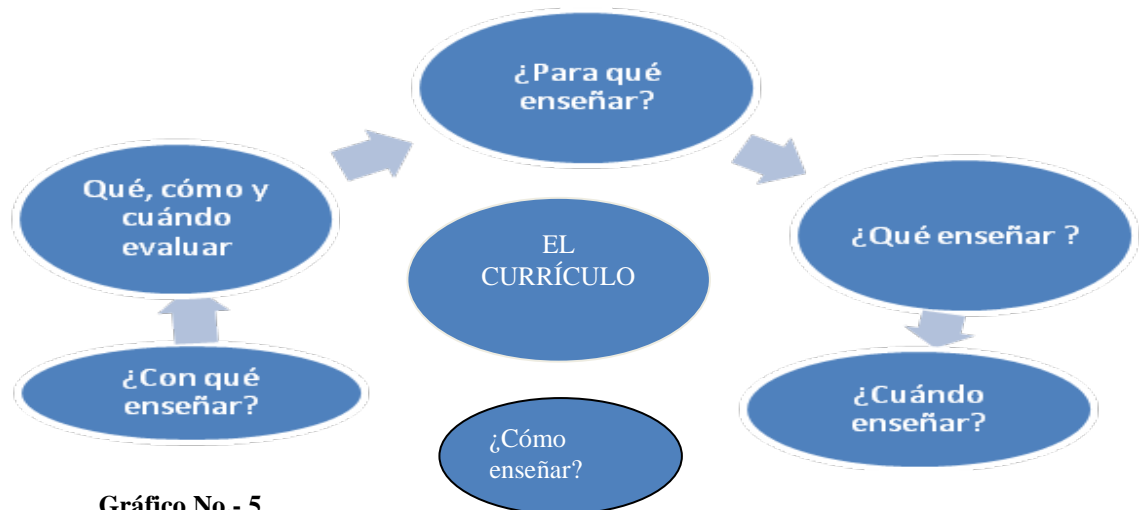 ¿Para qué
enseñar?
Qué, cómo y
cuándo
evaluar
EL
CURRÍCULO
¿Qué enseñar ?
¿Con qué
enseñar?
¿Cuándo
enseñar?
¿Cómo
enseñar?
Gráfico No - 5